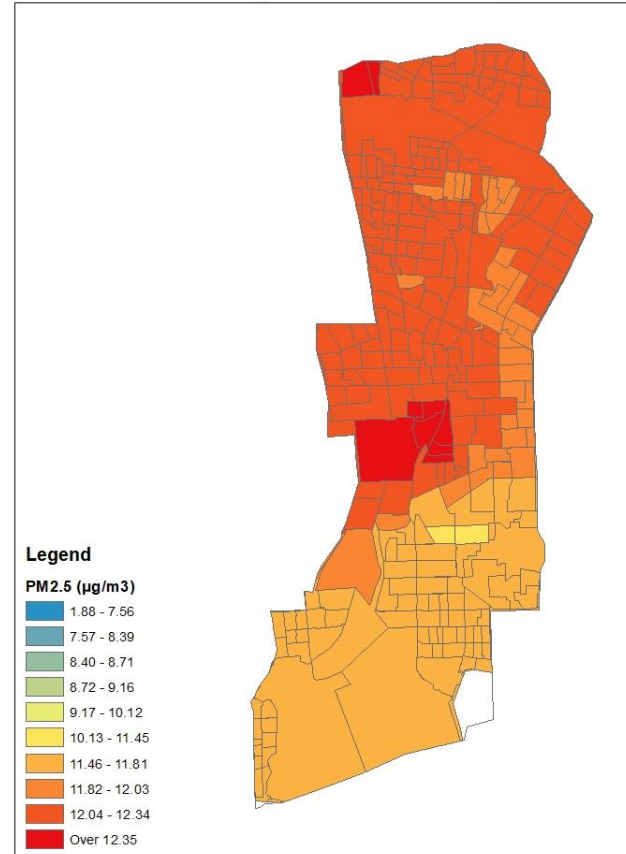 Legend
PM2.5 (µg/m3)
1.88 - 7.56
7.57 - 8.39
8.40 - 8.71
8.72 - 9.16
9.17 - 10.12
10.13 - 11.45
11.46 - 11.81
11.82 - 12.03
12.04 - 12.34
Over 12.35